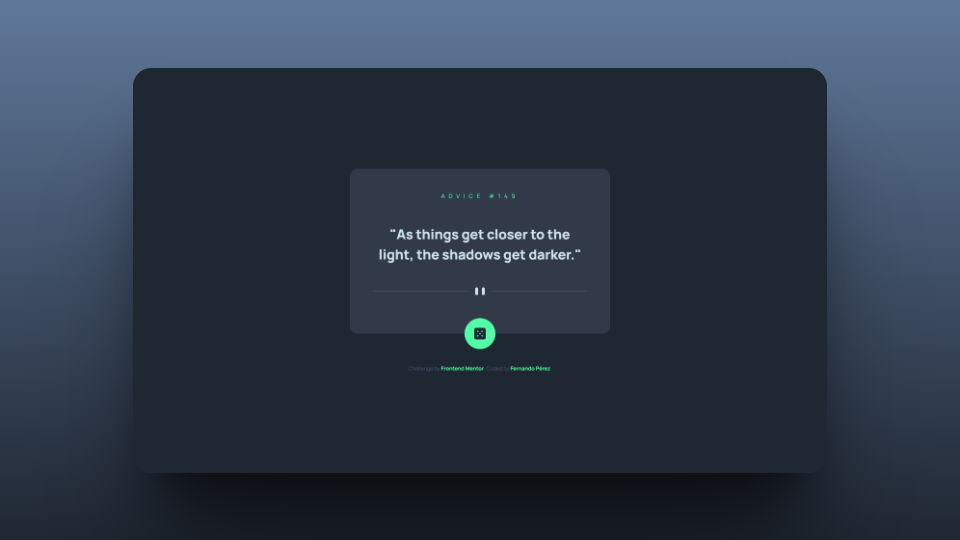 ADVICE #149
"As things get closer to the
light, the shadows get darker."
Challenge by Frontend Mentor. Coded by Fernando Pérez